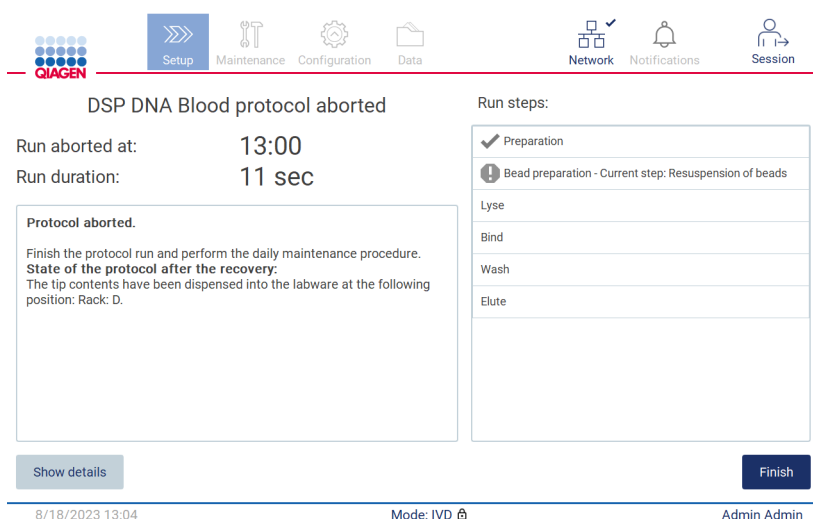 QIAGEN
Setup
Maintenance
Configuration
Data
Network
Notifications
Session
DSP DNA Blood protocol aborted
Run aborted at: 13:00
Run duration: 11 sec
Protocol aborted.
Finish the protocol run and perform the daily maintenance procedure.
State of the protocol after the recovery:
The tip contents have been dispensed into the labware at the following
position: Rack: D.
Show details
Run steps:
Preparation
Bead preparation - Current step: Resuspension of beads
Lyse
Bind
Wash
Elute
Finish
8/18/2023 13:04
Mode: IVD
Admin Admin